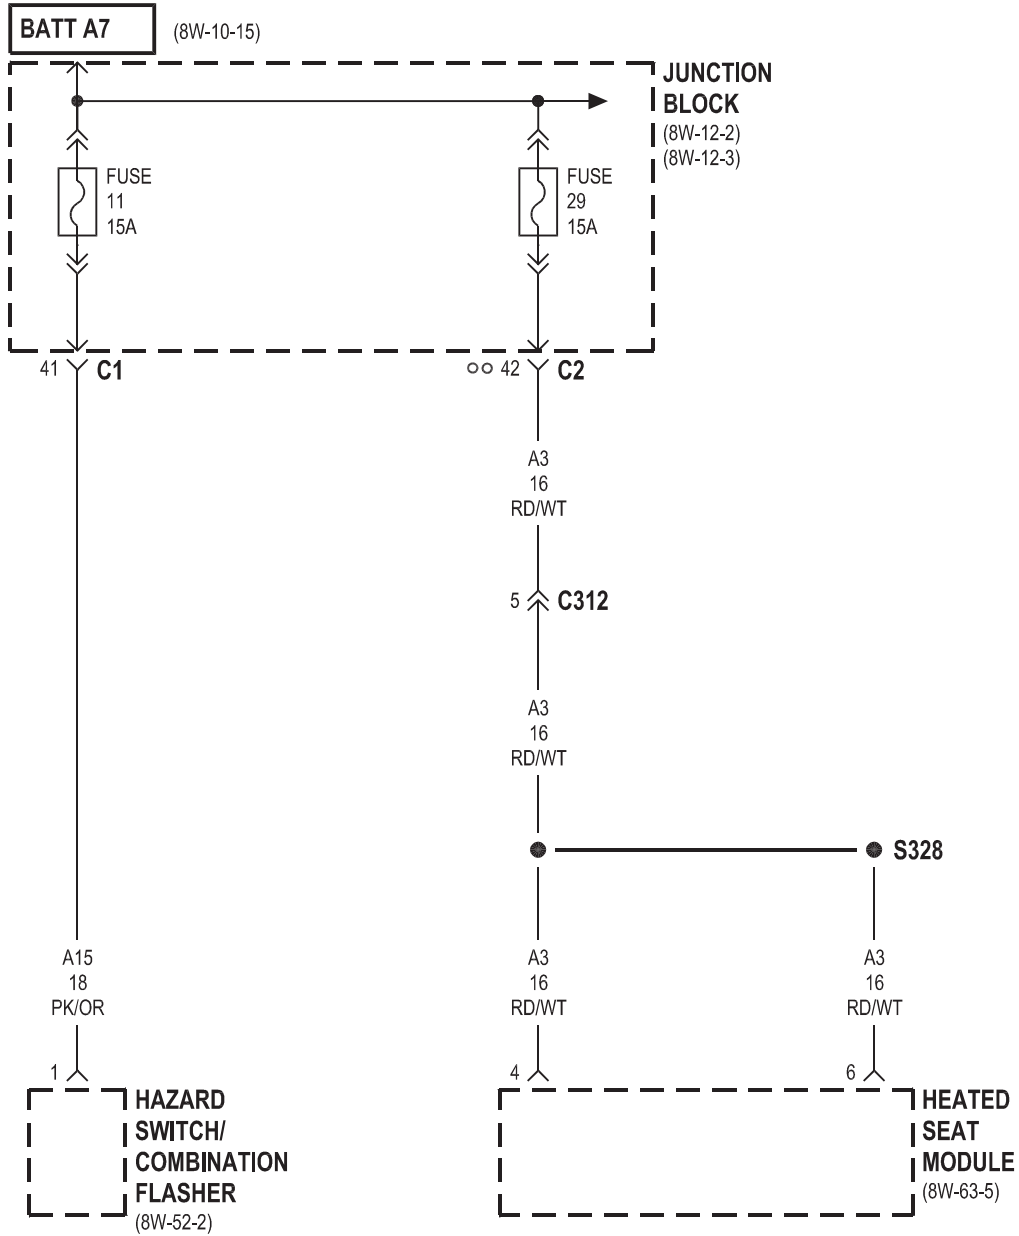 BATT A7
(8W-10-15)
JUNCTION
BLOCK
(8W-12-2)
(8W-12-3)
FUSE
11
15A
FUSE
29
15A
41
C1
42
C2
A3
16
RD/WT
5
C312
A3
16
RD/WT
S328
A15
18
PK/OR
A3
16
RD/WT
A3
16
RD/WT
1
4
6
HAZARD
SWITCH/
COMBINATION
FLASHER
(8W-52-2)
HEATED
SEAT
MODULE
(8W-63-5)